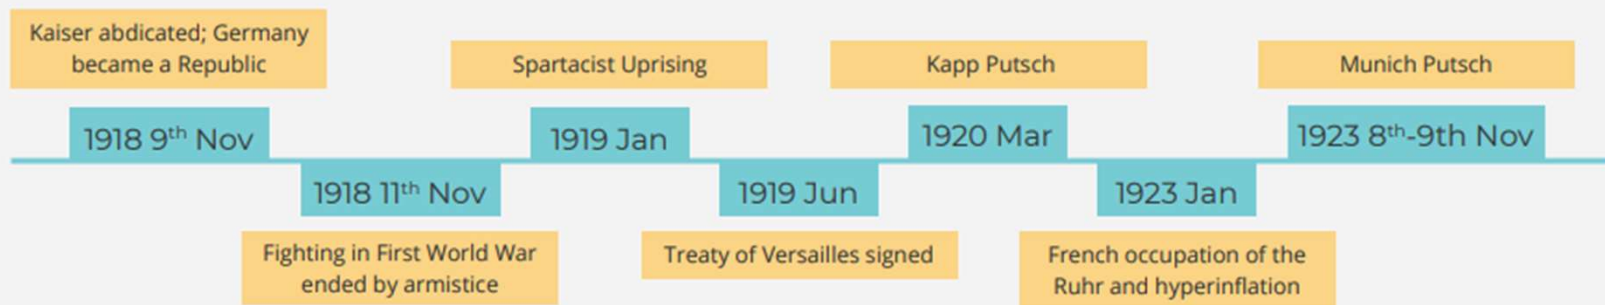 Kaiser abdicated; Germany
became a Republic
1918 9th Nov
1918 11th Nov
Fighting in First World War
ended by armistice
Spartacist Uprising
1919 Jan
1919 Jun
Treaty of Versailles signed
Kapp Putsch
1920 Mar
1923 Jan
French occupation of the
Ruhr and hyperinflation
Munich Putsch
1923 8th-9th Nov